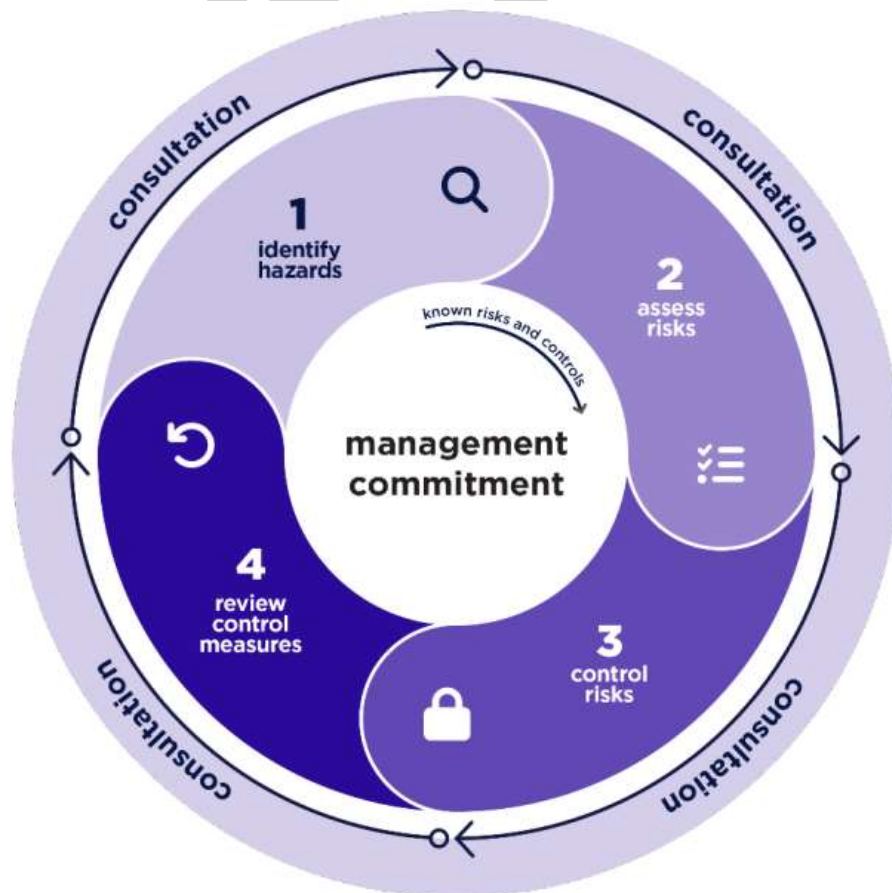 consultation
consultation
1
identify
hazards
2
assess
risks
known risks and controls
management
commitment
4
review
control
measures
3
control
risks
consultation
consultation